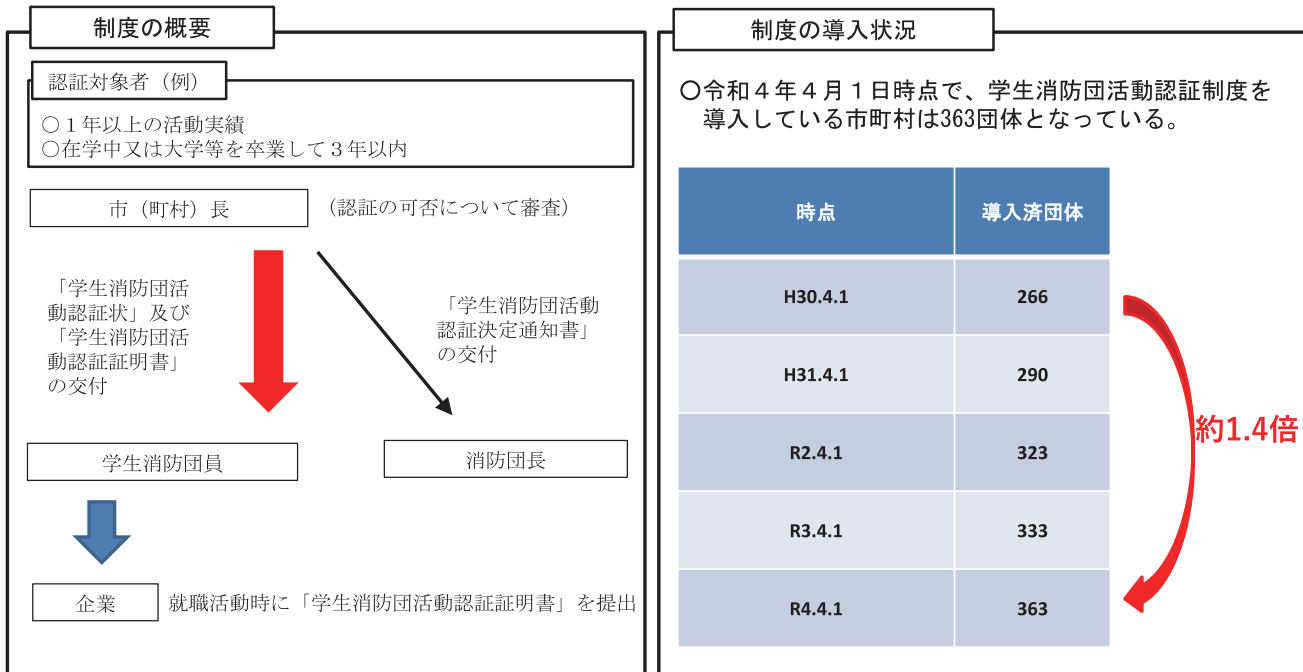 制度の概要
認証対象者（例）
○１年以上の活動実績
○在学中又は大学等を卒業して３年以内
市（町村）長
（認証の可否について審査）
「学生消防団活
動認証状」及び
「学生消防団活
動認証証明書」
の交付
「学生消防団活動
認証決定通知書」
の交付
学生消防団員
消防団長
企業
就職活動時に「学生消防団活動認証証明書」を提出
制度の導入状況
○令和４年４月１日時点で、学生消防団活動認証制度を
導入している市町村は363団体となっている。
時点 導入済団体
H30.4.1 266
H31.4.1 290
R2.4.1 323
R3.4.1 333
R4.4.1 363
約1.4倍